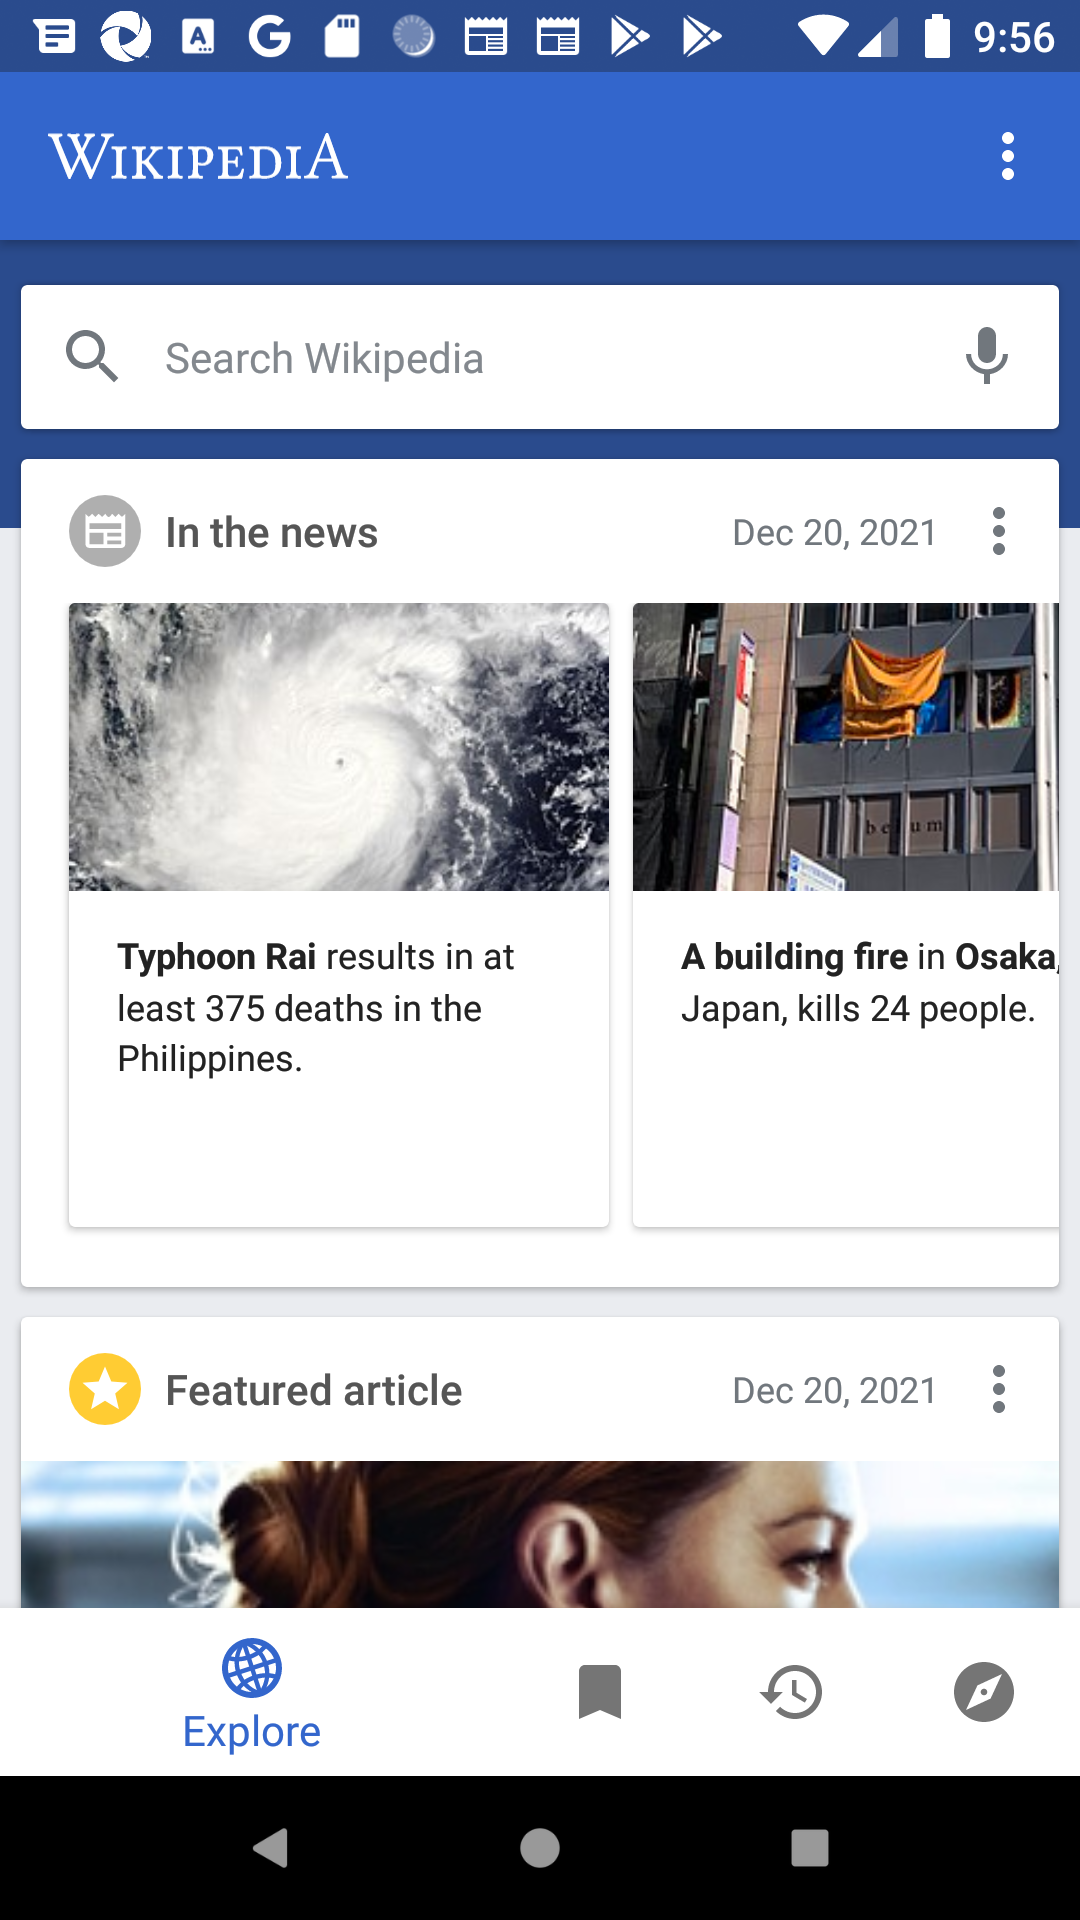 9:56
WIKIPEDIA
Search Wikipedia
In the news
Dec 20, 2021
belum
Typhoon Rai results in at
least 375 deaths in the
Philippines.
A building fire in Osaka,
Japan, kills 24 people.
Featured article
Dec 20, 2021
Explore